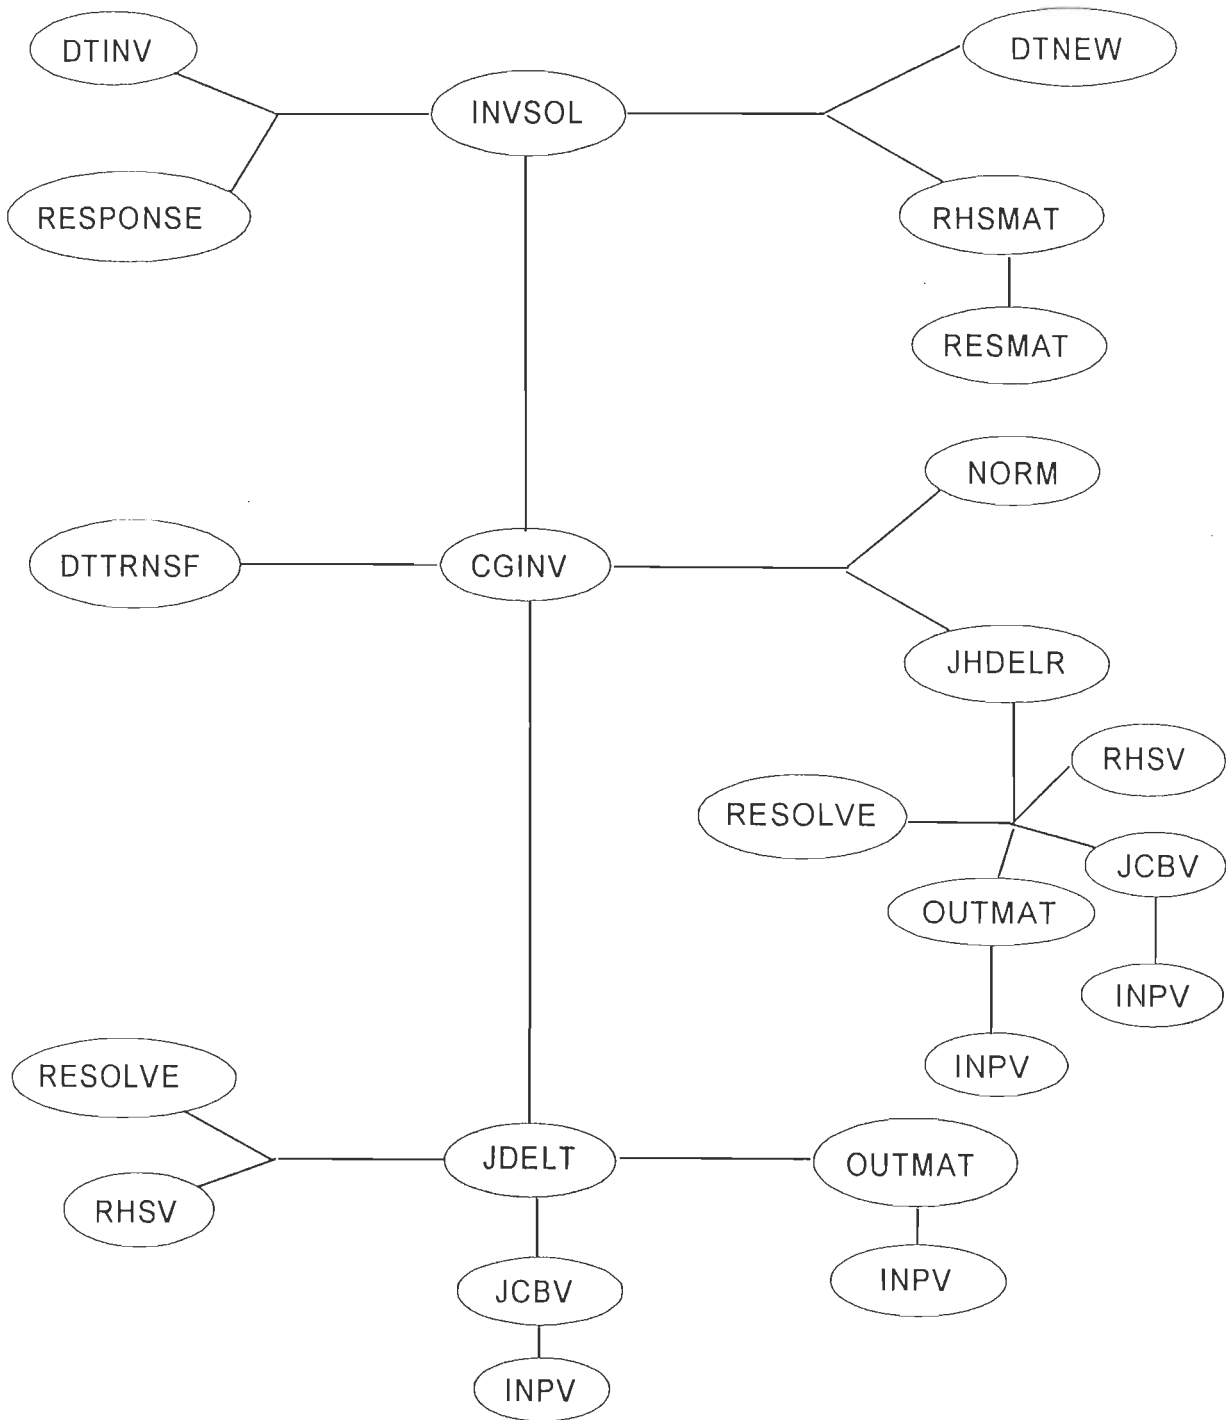 DTINV
DTNEW
INVSOL
RESPONSE
RHSMAT
RESMAT
NORM
DTTRNSF
CGINV
JHDELR
RHSV
RESOLVE
JCBV
OUTMAT
INPV
INPV
RESOLVE
JDELT
OUTMAT
RHSV
JCBV
INPV
INPV